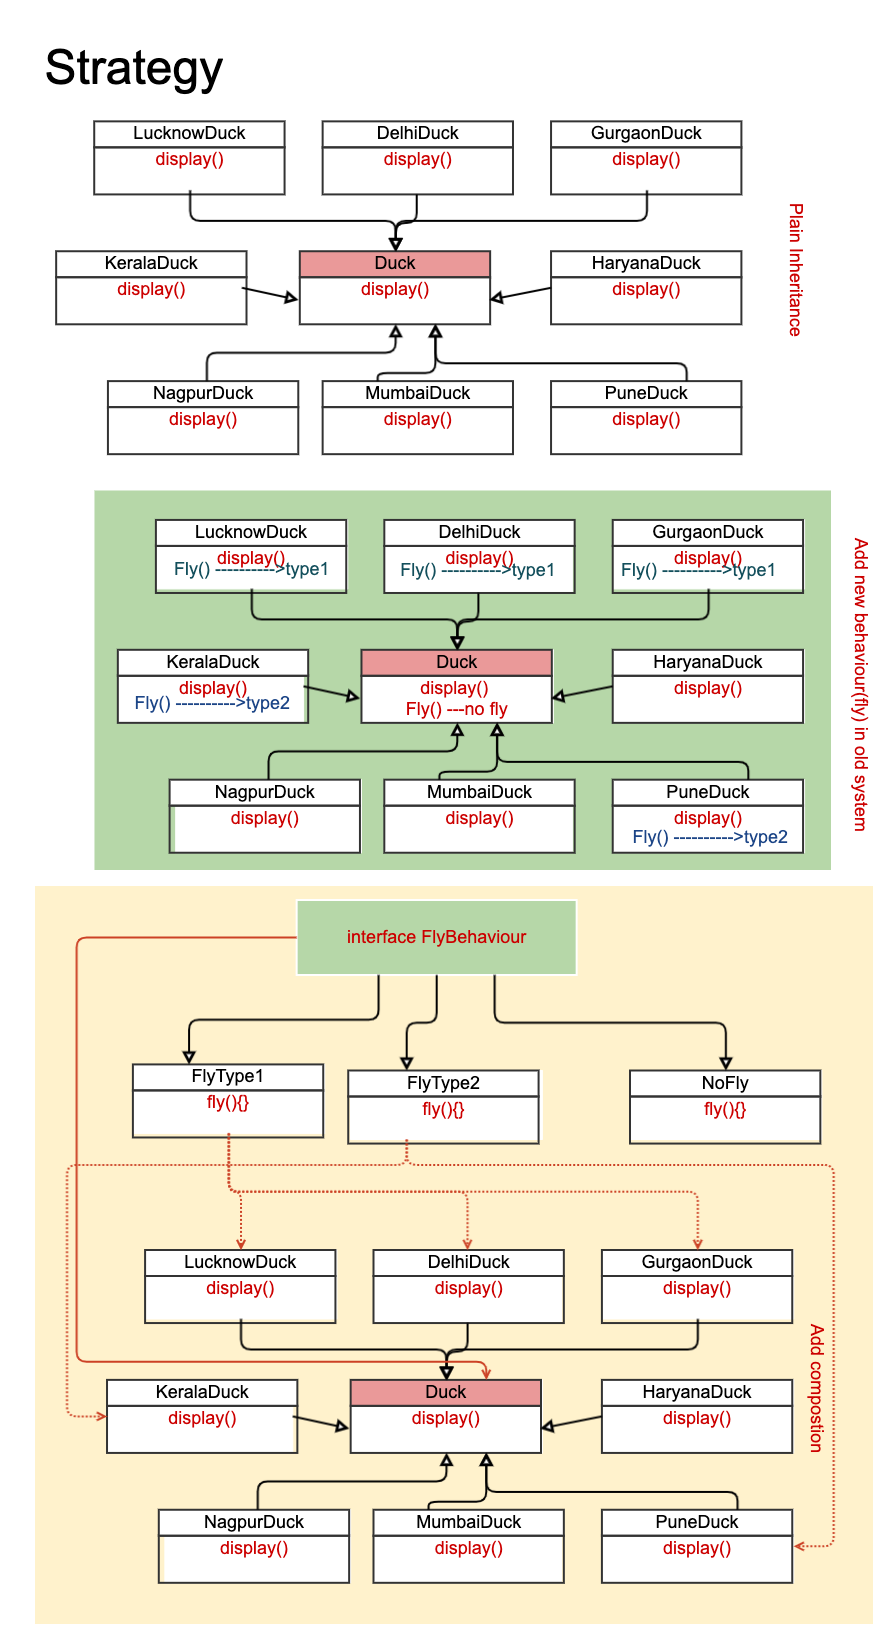 Strategy
LucknowDuck
display()
DelhiDuck
display()
GurgaonDuck
display()
Plain Inheritance
KeralaDuck
display()
Duck
display()
HaryanaDuck
display()
NagpurDuck
display()
MumbaiDuck
display()
PuneDuck
display()
LucknowDuck
display()
Fly() ---------->type1
DelhiDuck
display()
Fly() ---------->type1
GurgaonDuck
display()
Fly() ---------->type1
Add new behaviour(fly) in old system
KeralaDuck
display()
Fly() ---------->type2
Duck
display()
Fly() ---no fly
HaryanaDuck
display()
NagpurDuck
display()
MumbaiDuck
display()
PuneDuck
display()
Fly() ---------->type2
interface FlyBehaviour
FlyType1
fly(){}
FlyType2
fly(){}
NoFly
fly(){}
LucknowDuck
display()
DelhiDuck
display()
GurgaonDuck
display()
Add compostion
KeralaDuck
display()
Duck
display()
HaryanaDuck
display()
NagpurDuck
display()
MumbaiDuck
display()
PuneDuck
display()